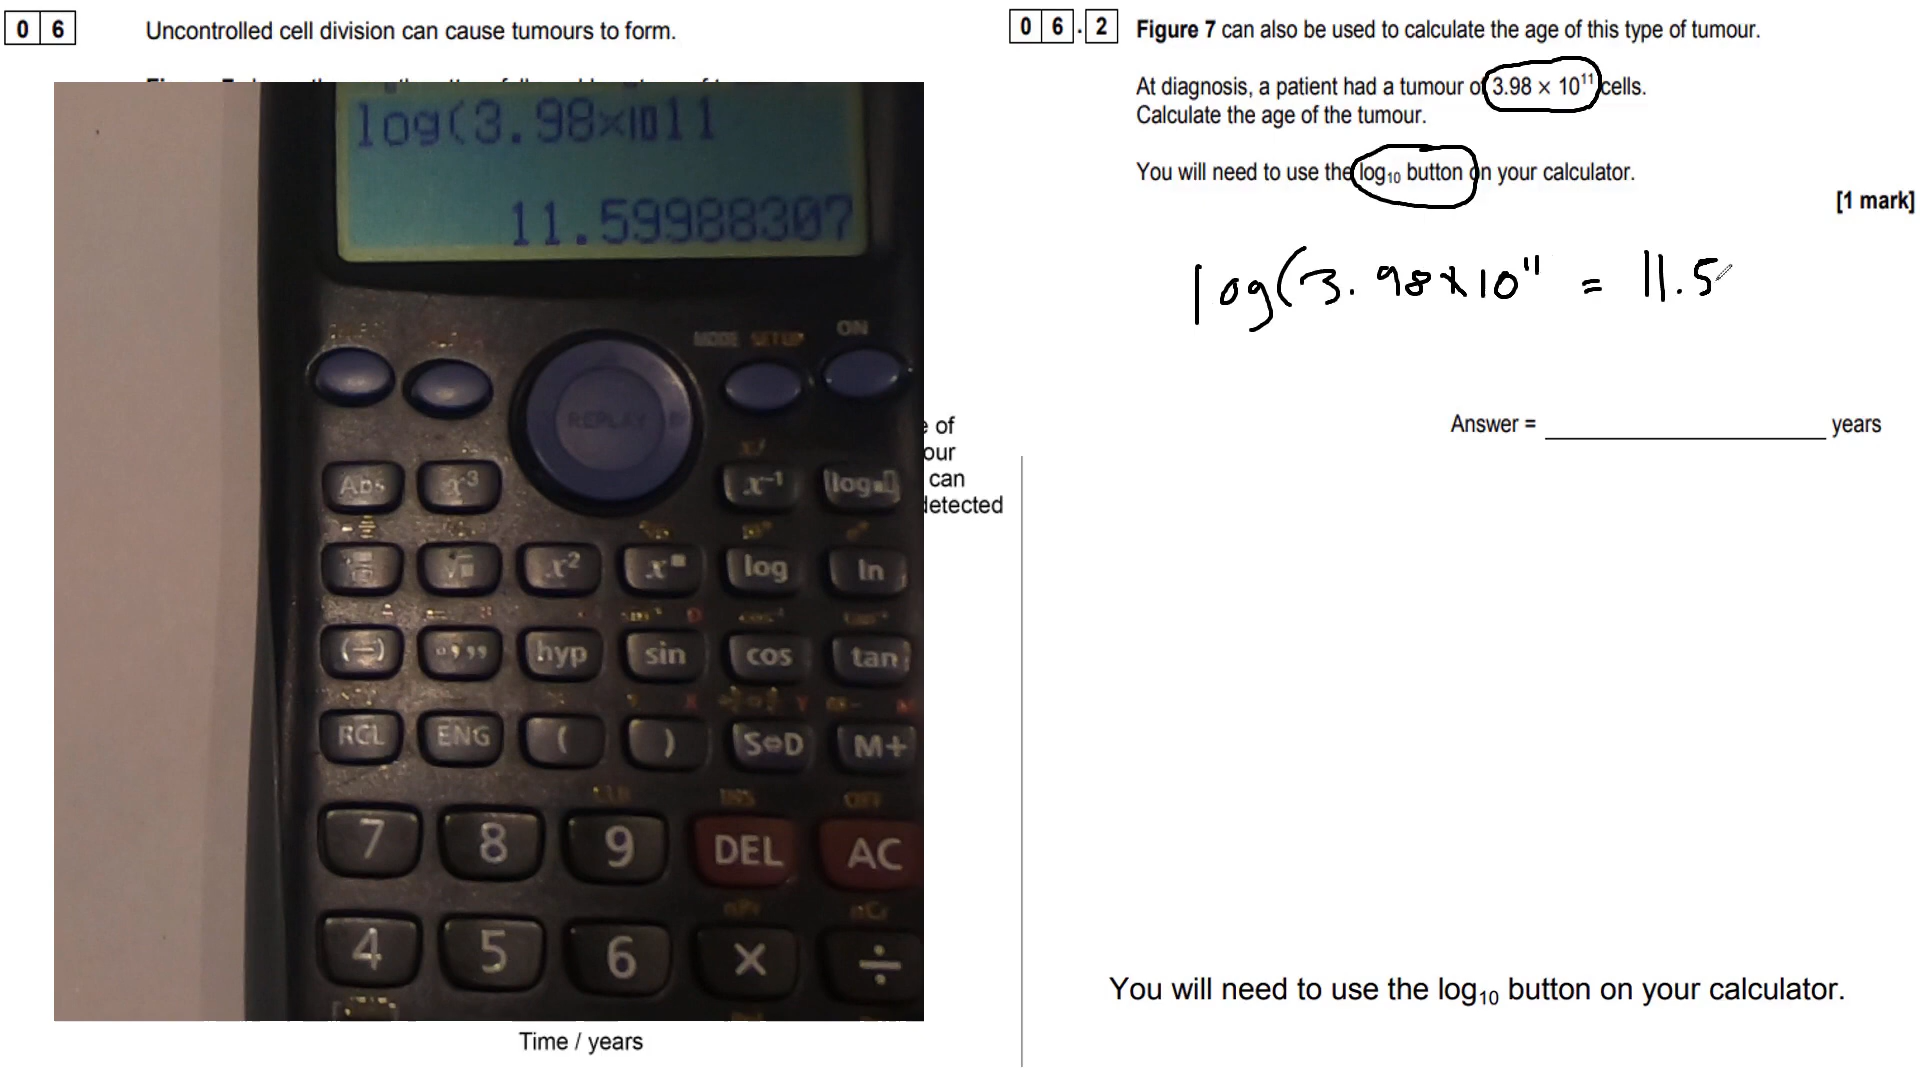 0 6
Uncontrolled cell division can cause tumours to form.
log(3.98×10 11
11.59988307
MODE SETUP ON
REPLAY
Abs x³ x⁻¹ log
x² x■ log ln
(−) °,,, hyp sin cos tan
RCL ENG ( ) S⇔D M+
7 8 9 DEL AC
4 5 6 × ÷
e of
our
can
detected
Time / years
0 6 . 2
Figure 7 can also be used to calculate the age of this type of tumour.
At diagnosis, a patient had a tumour of 3.98 × 10¹¹ cells.
Calculate the age of the tumour.
You will need to use the log₁₀ button on your calculator.
[1 mark]
log(3.98×10¹¹ = 11.5
Answer = years
You will need to use the log₁₀ button on your calculator.